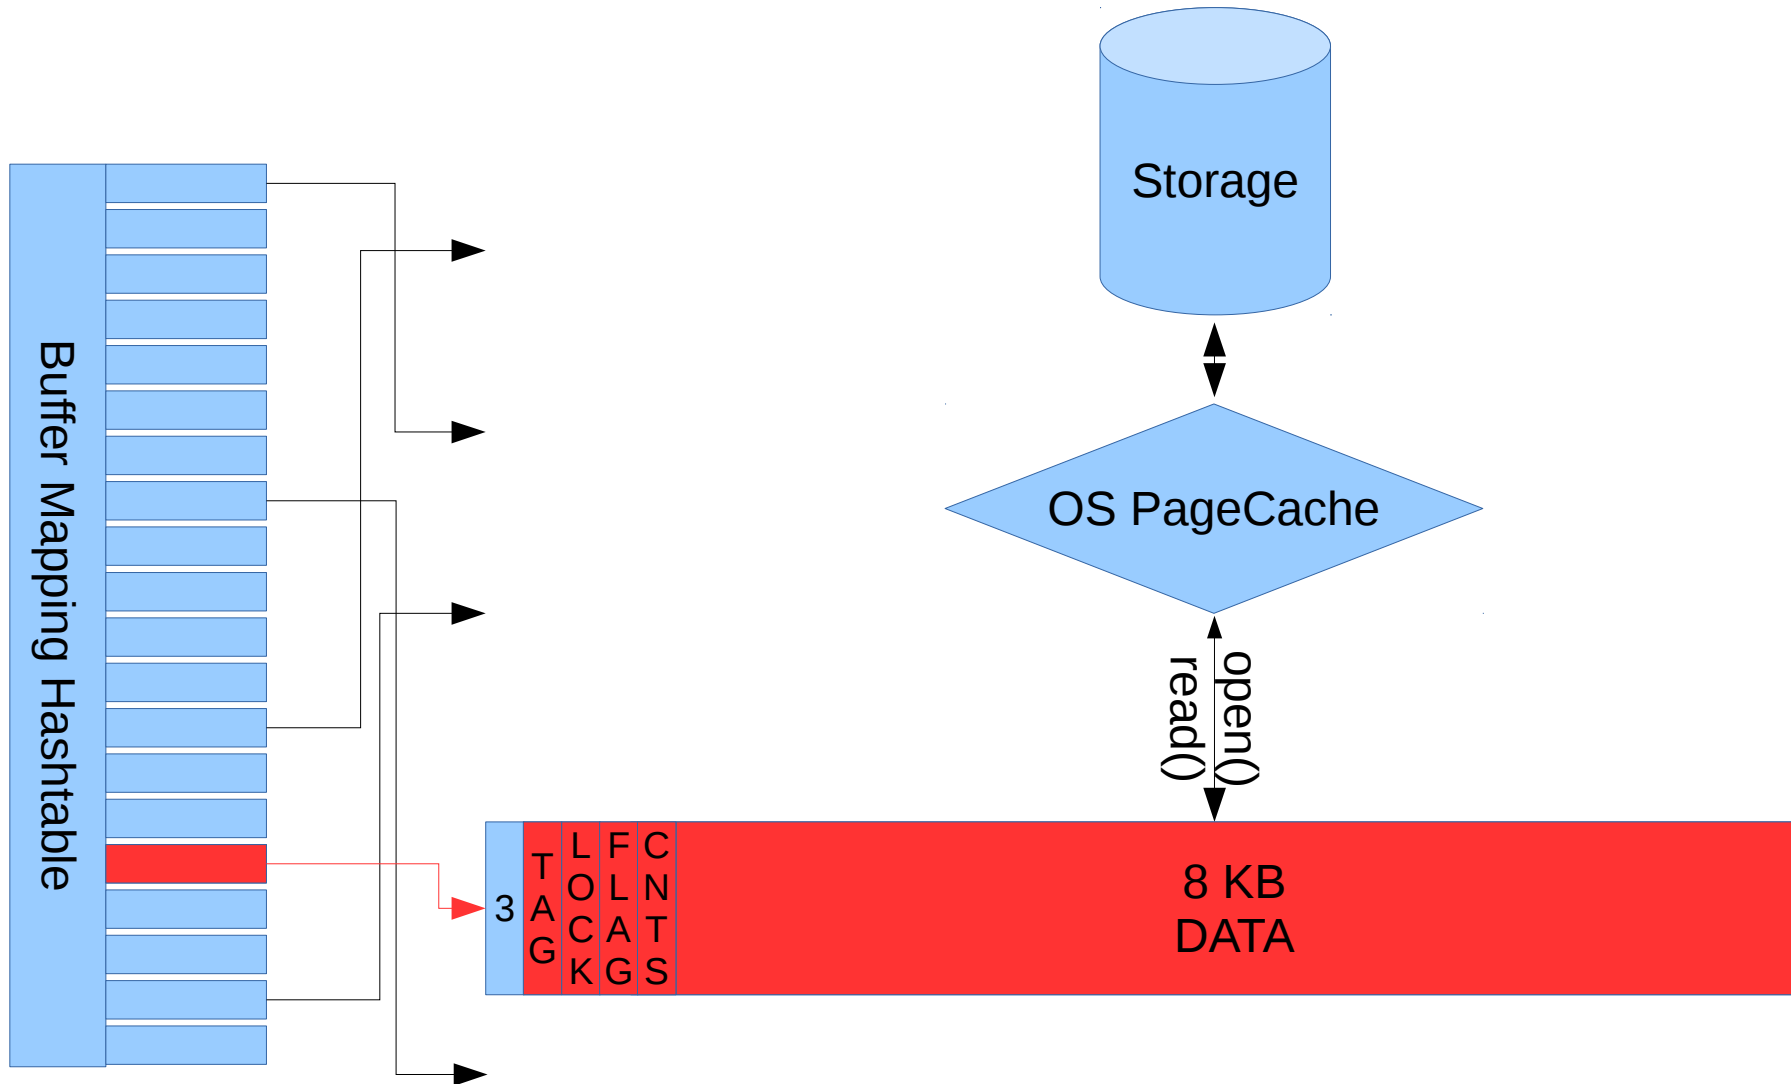 Storage
Buffer Mapping Hashtable
OS PageCache
open()
read()
3
TAG
LOCK
FLAG
CNTS
8 KB
DATA